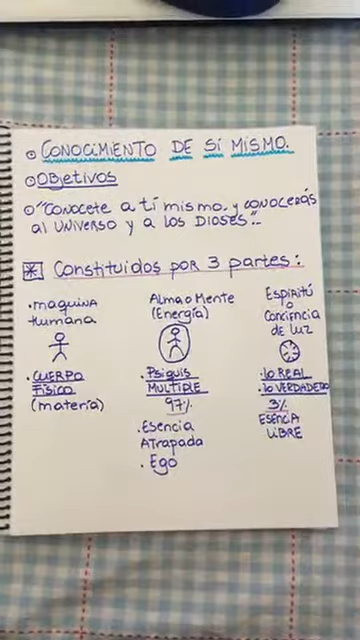 CONOCIMIENTO DE SÍ MISMO.
Objetivos
"CONOCETE a tí mismo, y CONOCERÁS
al UNIVERSO y a LOS DIOSES"..
Constituidos POR 3 partes:
.maquina
Humana
.CUERPO
FÍSICO
(materia)
Alma o Mente
(Energía)
.Psiquis
MULTIPLE
97%
.Esencia
ATRAPADA
.Ego
ESPIRITÚ
o
CONCIENCIA
DE LUZ
.lo REAL
.lo VERDADERO
3%
ESENCIA
LIBRE